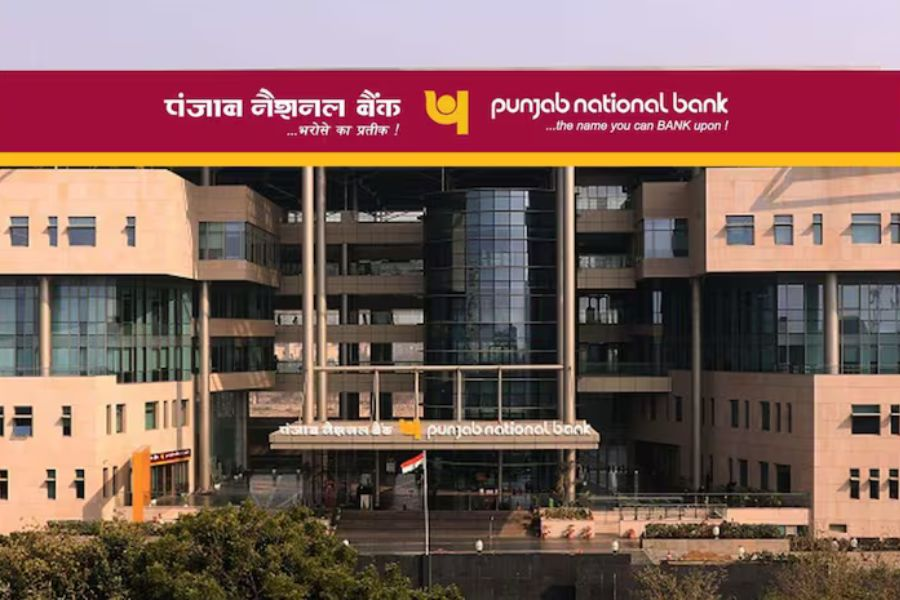 पंजाब नैशनल बैंक
...भरोसे का प्रतीक !
punjab national bank
...the name you can BANK upon !
पंजाब नैशनल बैंक punjab national bank